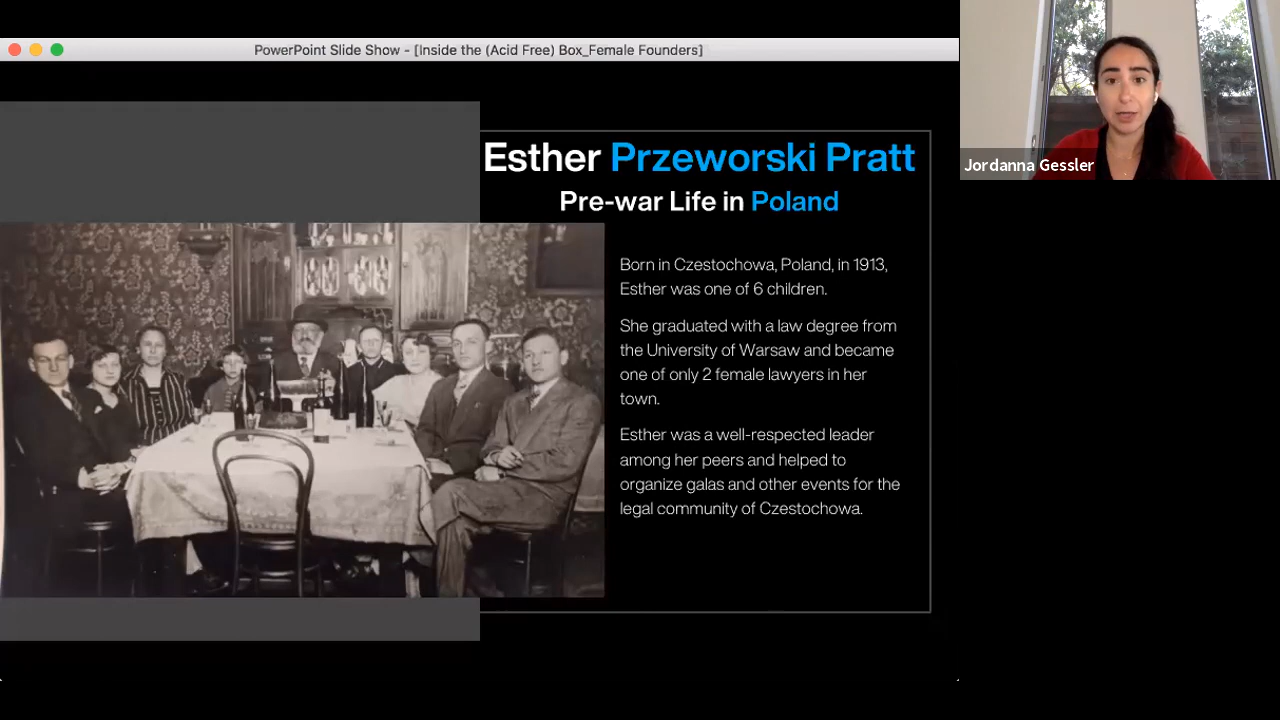 PowerPoint Slide Show - [Inside the (Acid Free) Box_Female Founders]
Esther Przeworski Pratt
Pre-war Life in Poland
Born in Czestochowa, Poland, in 1913,
Esther was one of 6 children.
She graduated with a law degree from
the University of Warsaw and became
one of only 2 female lawyers in her
town.
Esther was a well-respected leader
among her peers and helped to
organize galas and other events for the
legal community of Czestochowa.
Jordanna Gessler